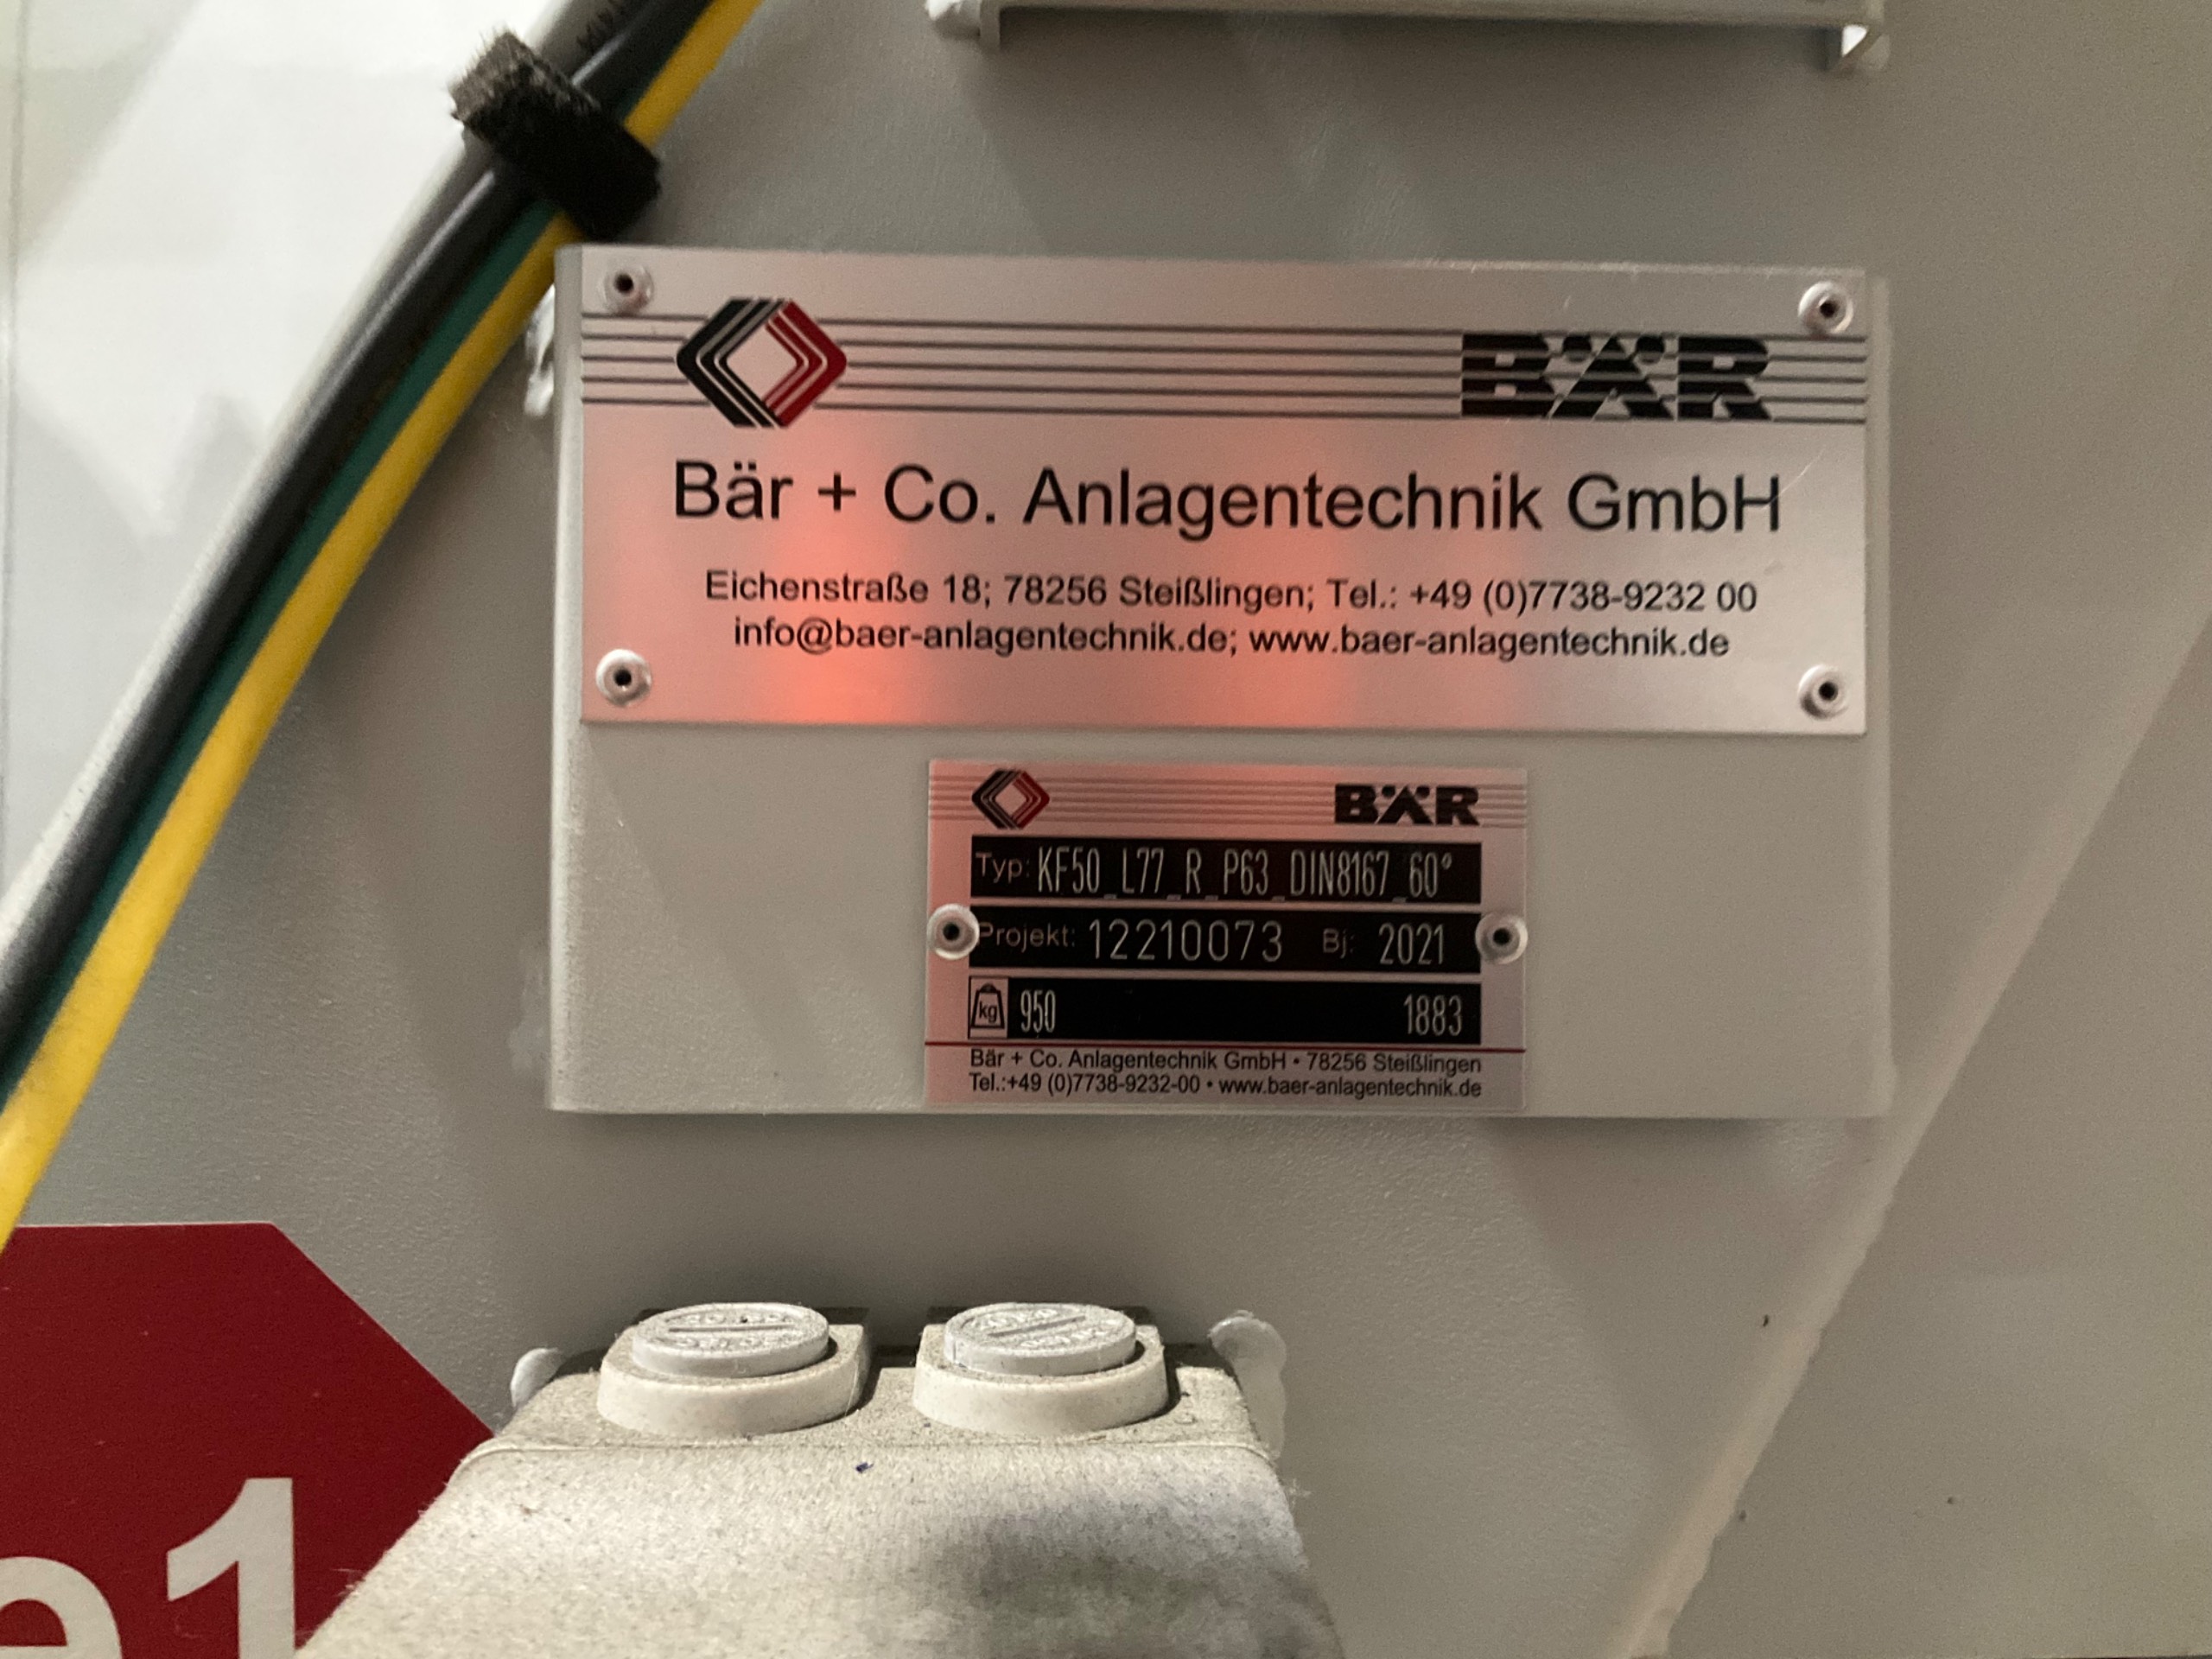 BÄR
Bär + Co. Anlagentechnik GmbH
Eichenstraße 18; 78256 Steißlingen; Tel.: +49 (0)7738-9232 00
info@baer-anlagentechnik.de; www.baer-anlagentechnik.de
BÄR
Typ: KF50_L77_R_P63_DIN8167_60°
Projekt: 12210073 Bj: 2021
kg 950 1883
Bär + Co. Anlagentechnik GmbH • 78256 Steißlingen
Tel.:+49 (0)7738-9232-00 • www.baer-anlagentechnik.de
e1